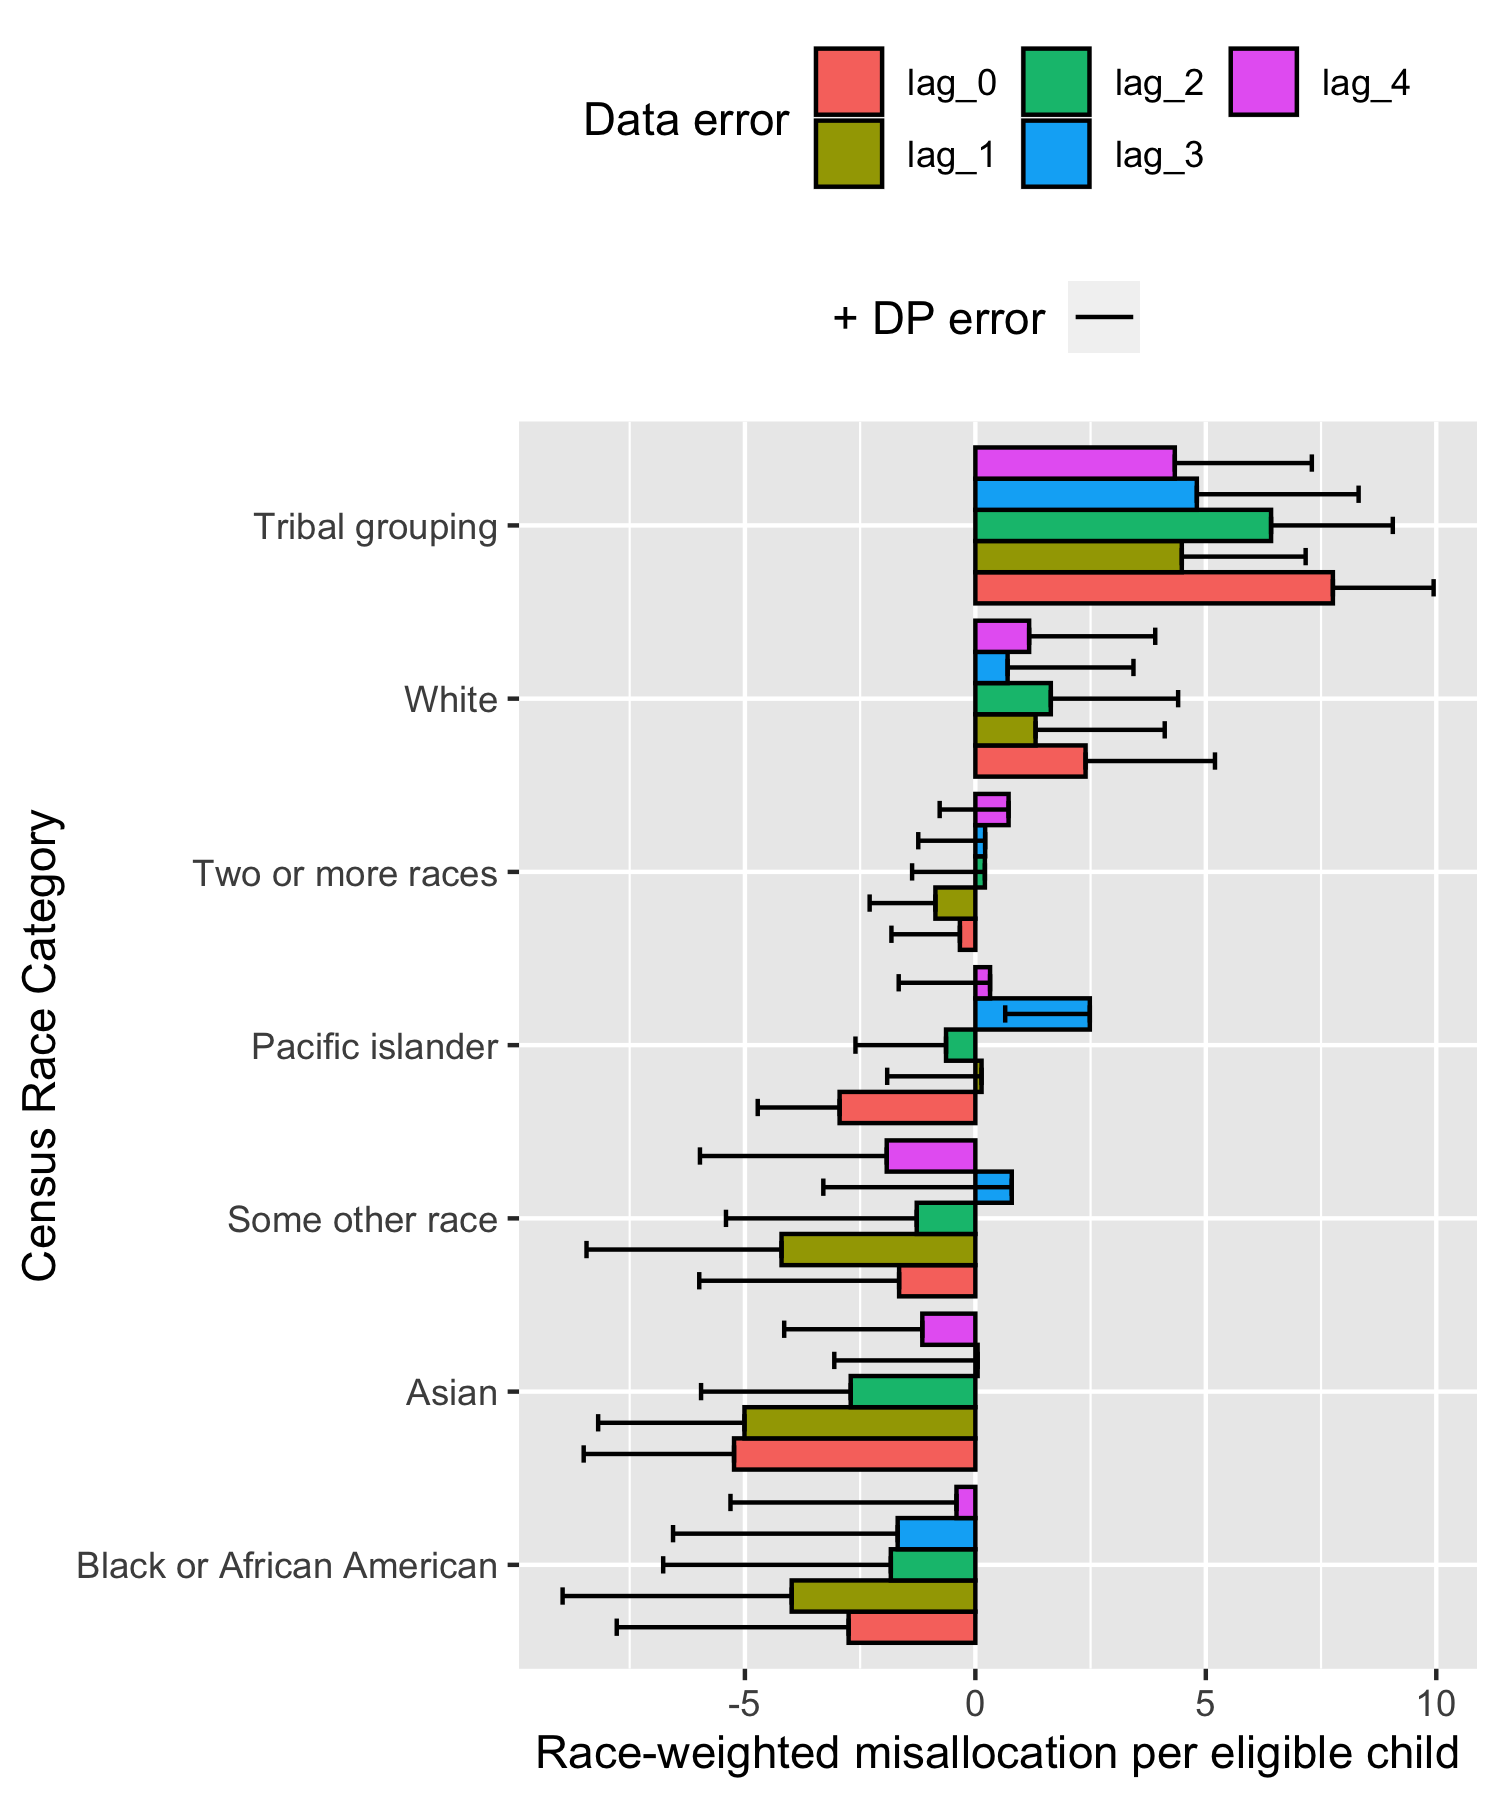 Data error
lag_0
lag_2
lag_4
lag_1
lag_3
+ DP error
Census Race Category
Tribal grouping
White
Two or more races
Pacific islander
Some other race
Asian
Black or African American
-5
0
5
10
Race-weighted misallocation per eligible child